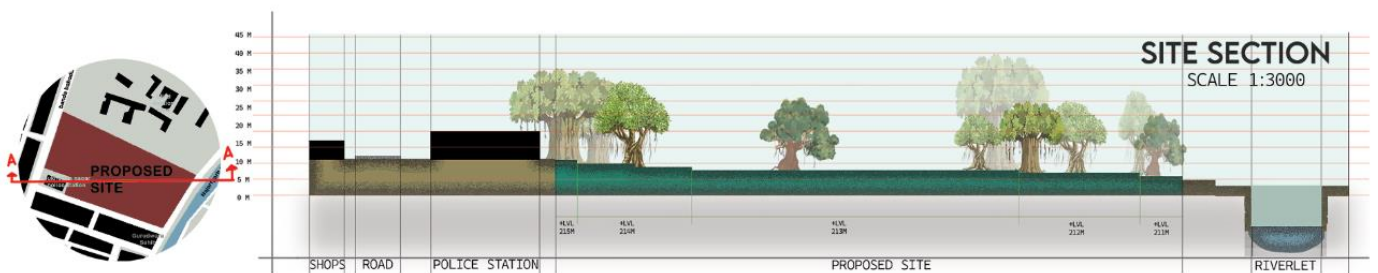 A
A
PROPOSED
SITE
45 M
40 M
35 M
30 M
25 M
20 M
15 M
10 M
5 M
0 M
SITE SECTION
SCALE 1:3000
+LVL
215M
+LVL
214M
+LVL
213M
+LVL
212M
+LVL
211M
SHOPS
ROAD
POLICE STATION
PROPOSED SITE
RIVERLET